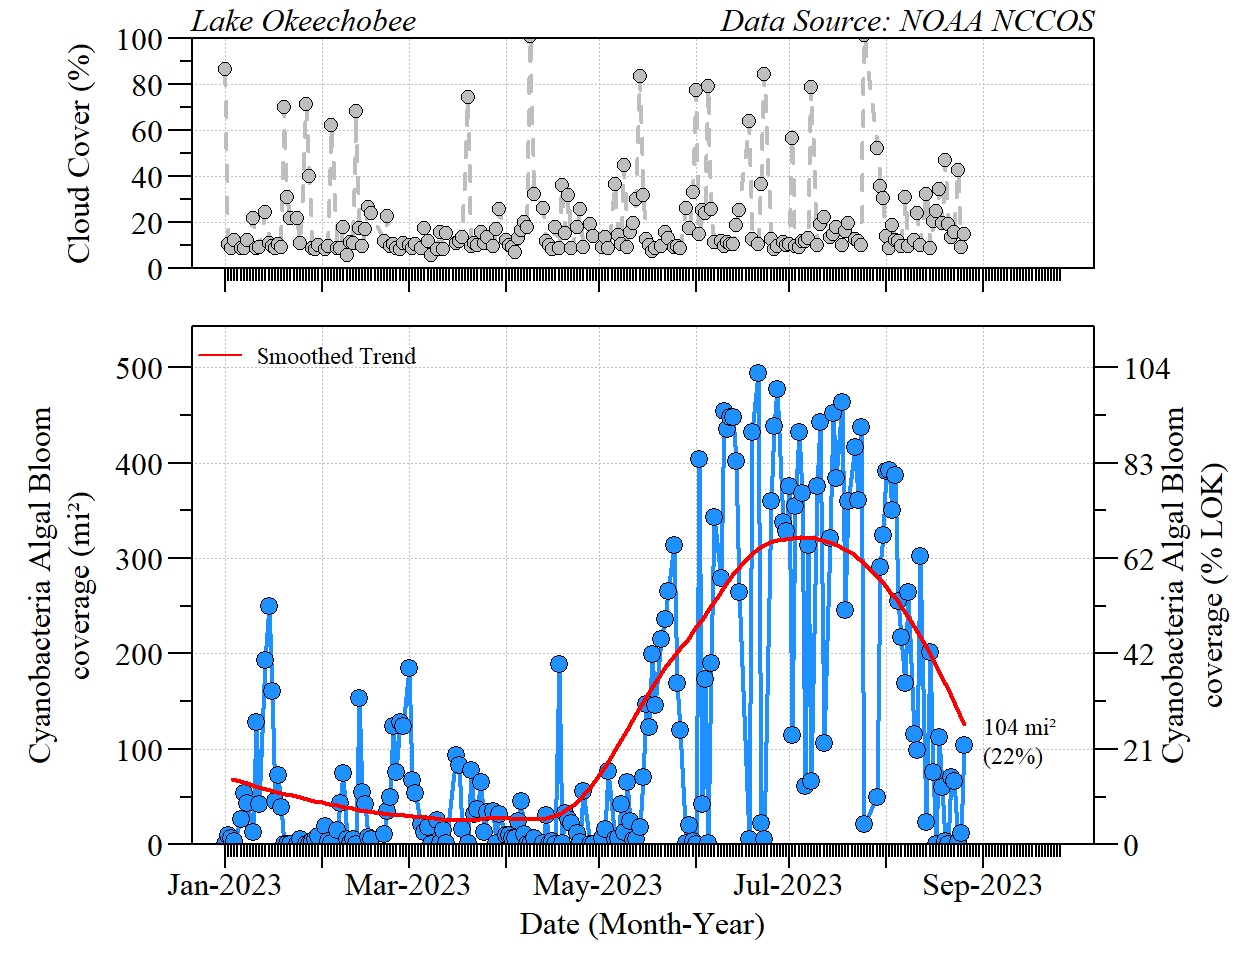 Lake Okeechobee
Data Source: NOAA NCCOS
Cloud Cover (%)
100
80
60
40
20
0
Smoothed Trend
Cyanobacteria Algal Bloom
coverage (mi²)
500
400
300
200
100
0
104
83
62
42
21
0
Cyanobacteria Algal Bloom
coverage (% LOK)
104 mi²
(22%)
Jan-2023
Mar-2023
May-2023
Jul-2023
Sep-2023
Date (Month-Year)